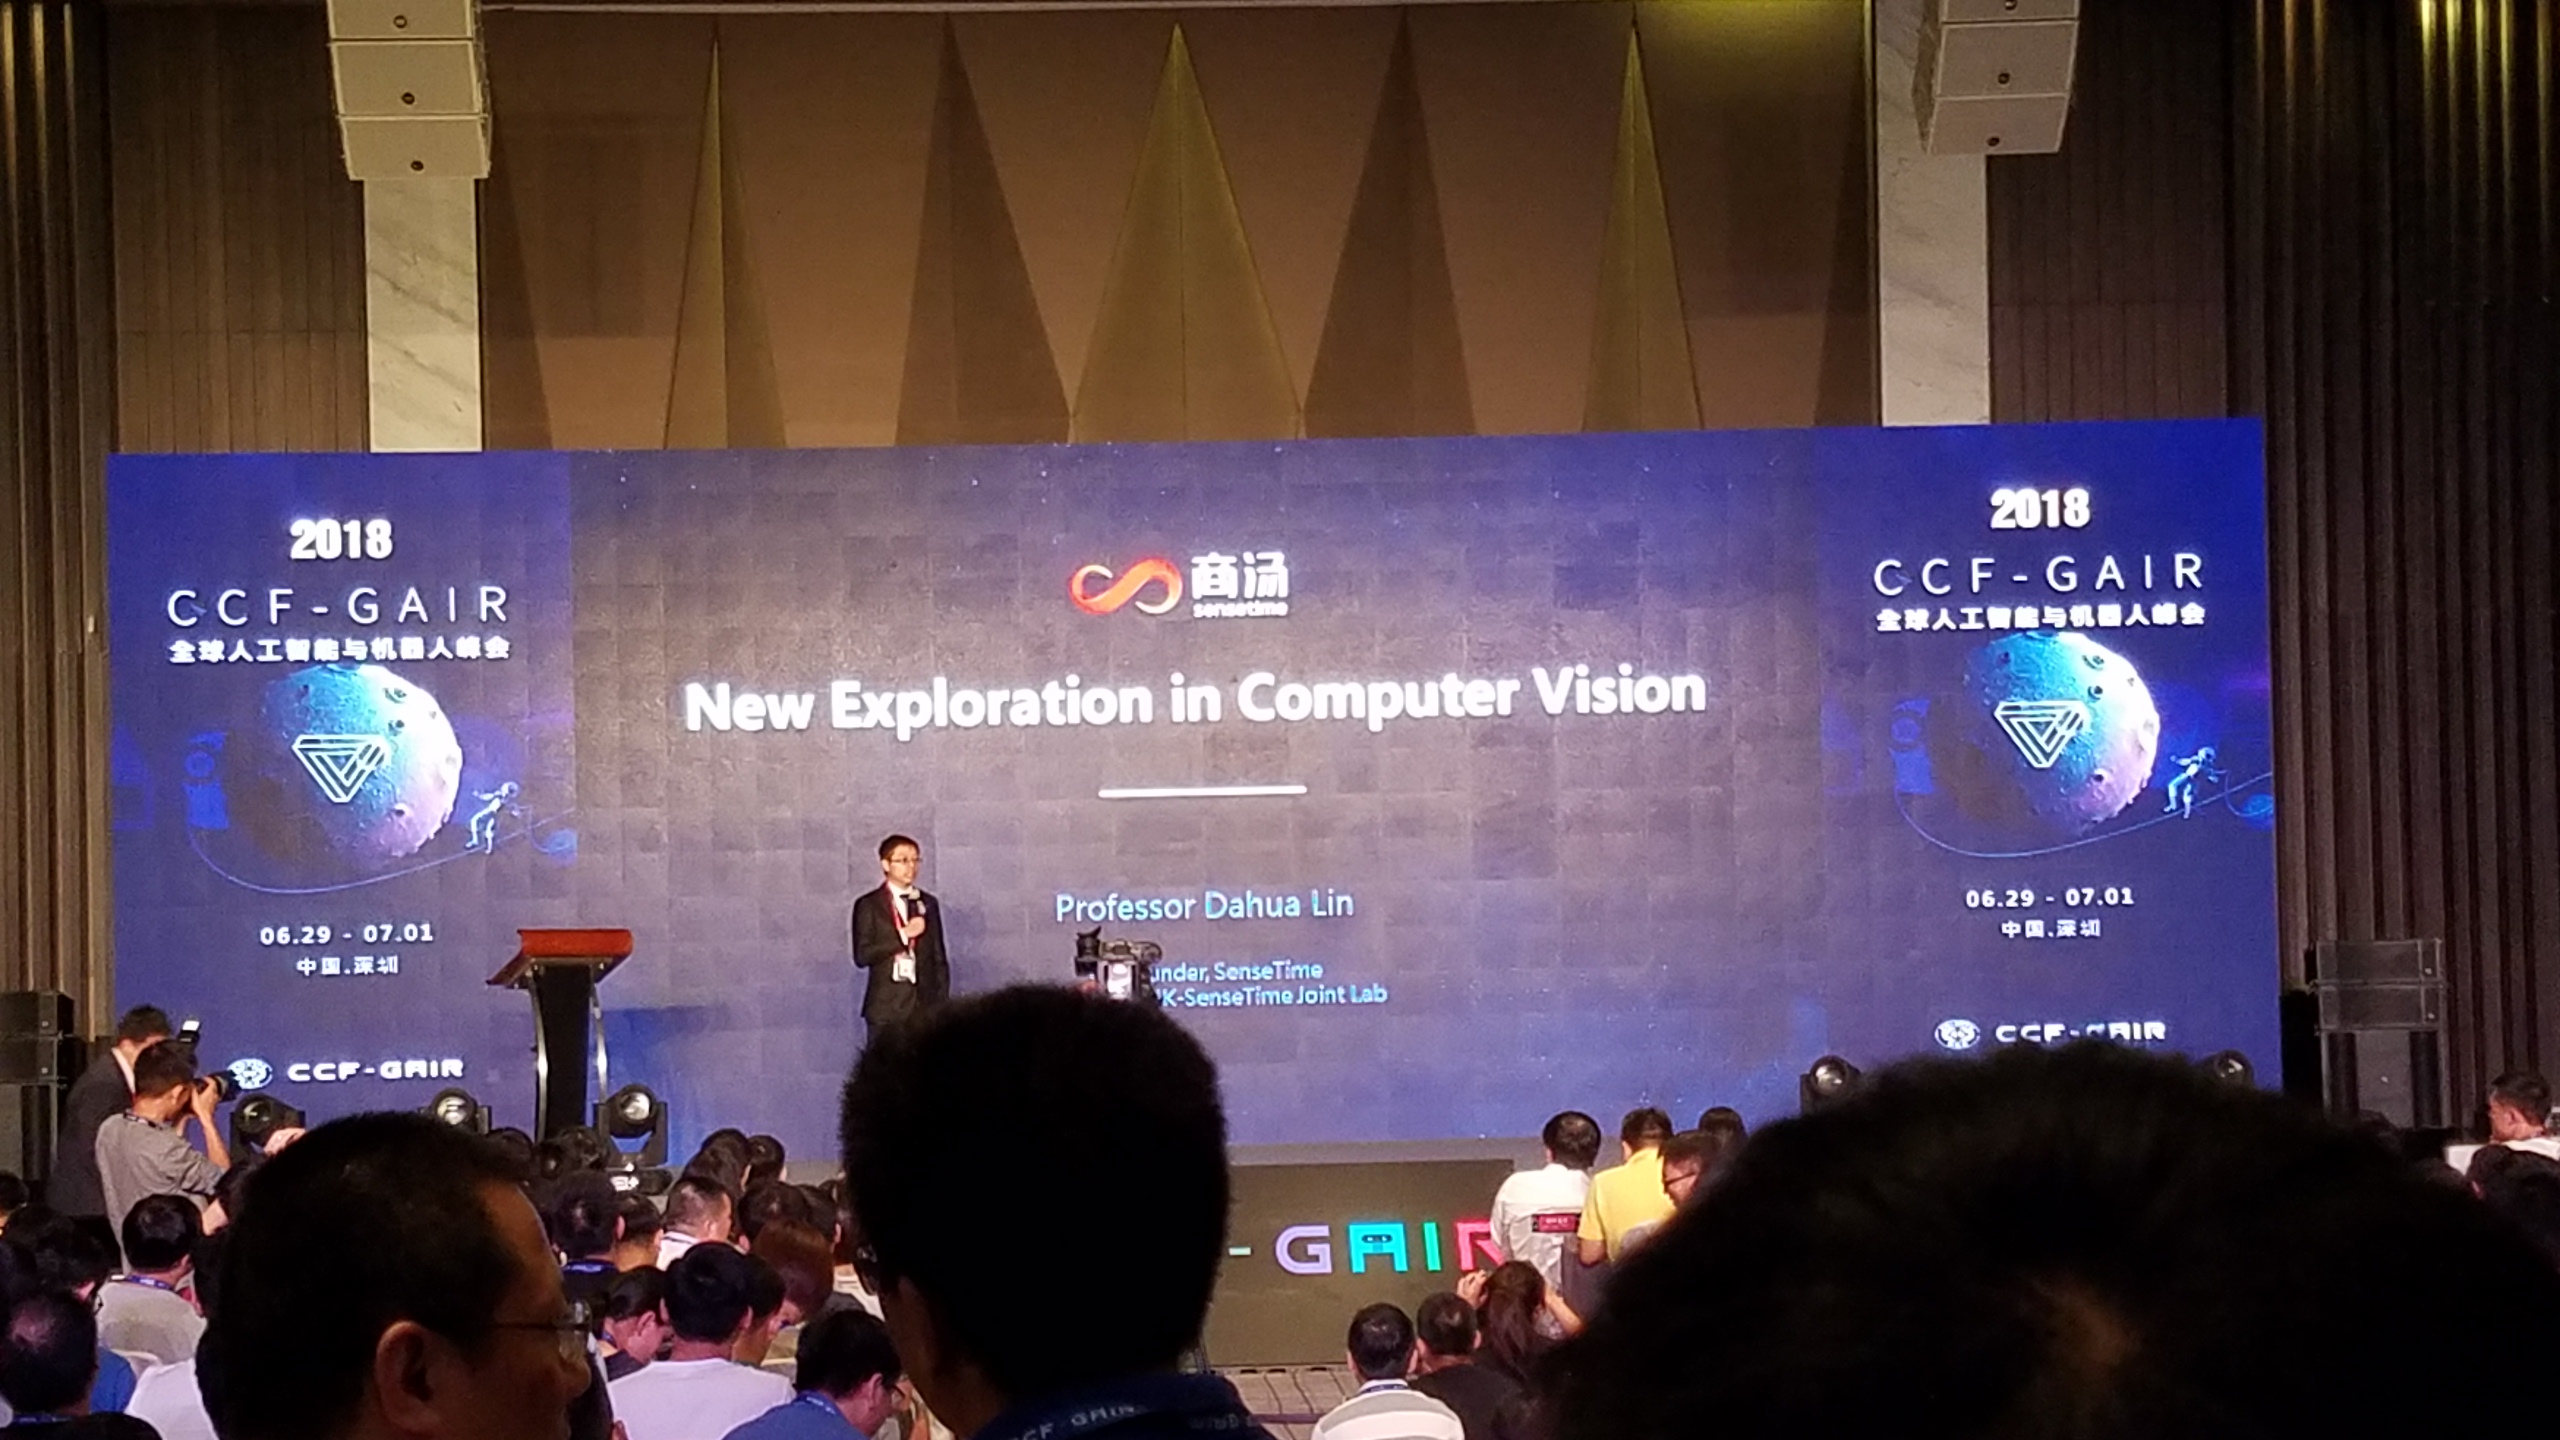 2018
CCF-GAIR
全球人工智能与机器人峰会
06.29 - 07.01
中国.深圳
CCF-GAIR
商汤
sensetime
New Exploration in Computer Vision
Professor Dahua Lin
under, SenseTime
K-SenseTime Joint Lab
2018
CCF-GAIR
全球人工智能与机器人峰会
06.29 - 07.01
中国.深圳
CCF-GAIR
- GAIR
CCF-GAIR